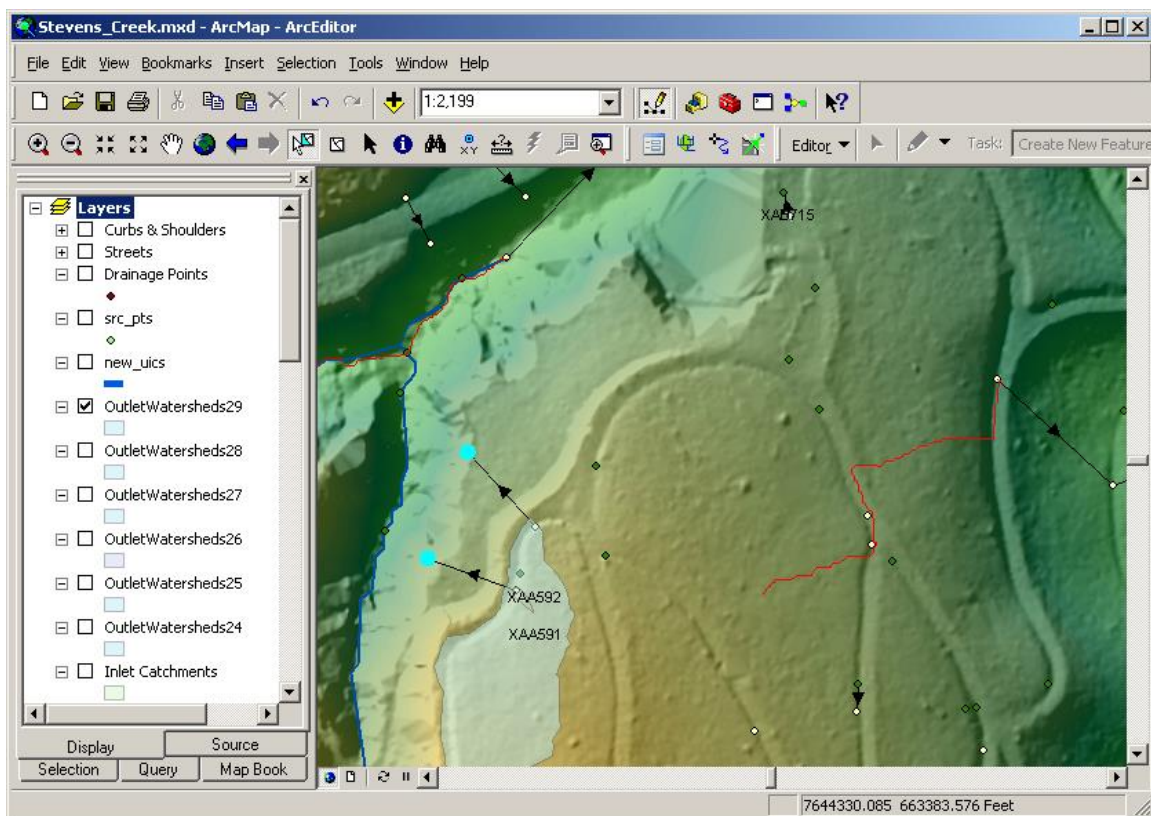 Stevens_Creek.mxd - ArcMap - ArcEditor
File Edit View Bookmarks Insert Selection Tools Window Help
1:2,199
XY
Editor Task: Create New Feature
Layers
Curbs & Shoulders
Streets
Drainage Points
src_pts
new_uics
OutletWatersheds29
OutletWatersheds28
OutletWatersheds27
OutletWatersheds26
OutletWatersheds25
OutletWatersheds24
Inlet Catchments
Display Source
Selection Query Map Book
XAB715
XAA592
XAA591
7644330.085 663383.576 Feet